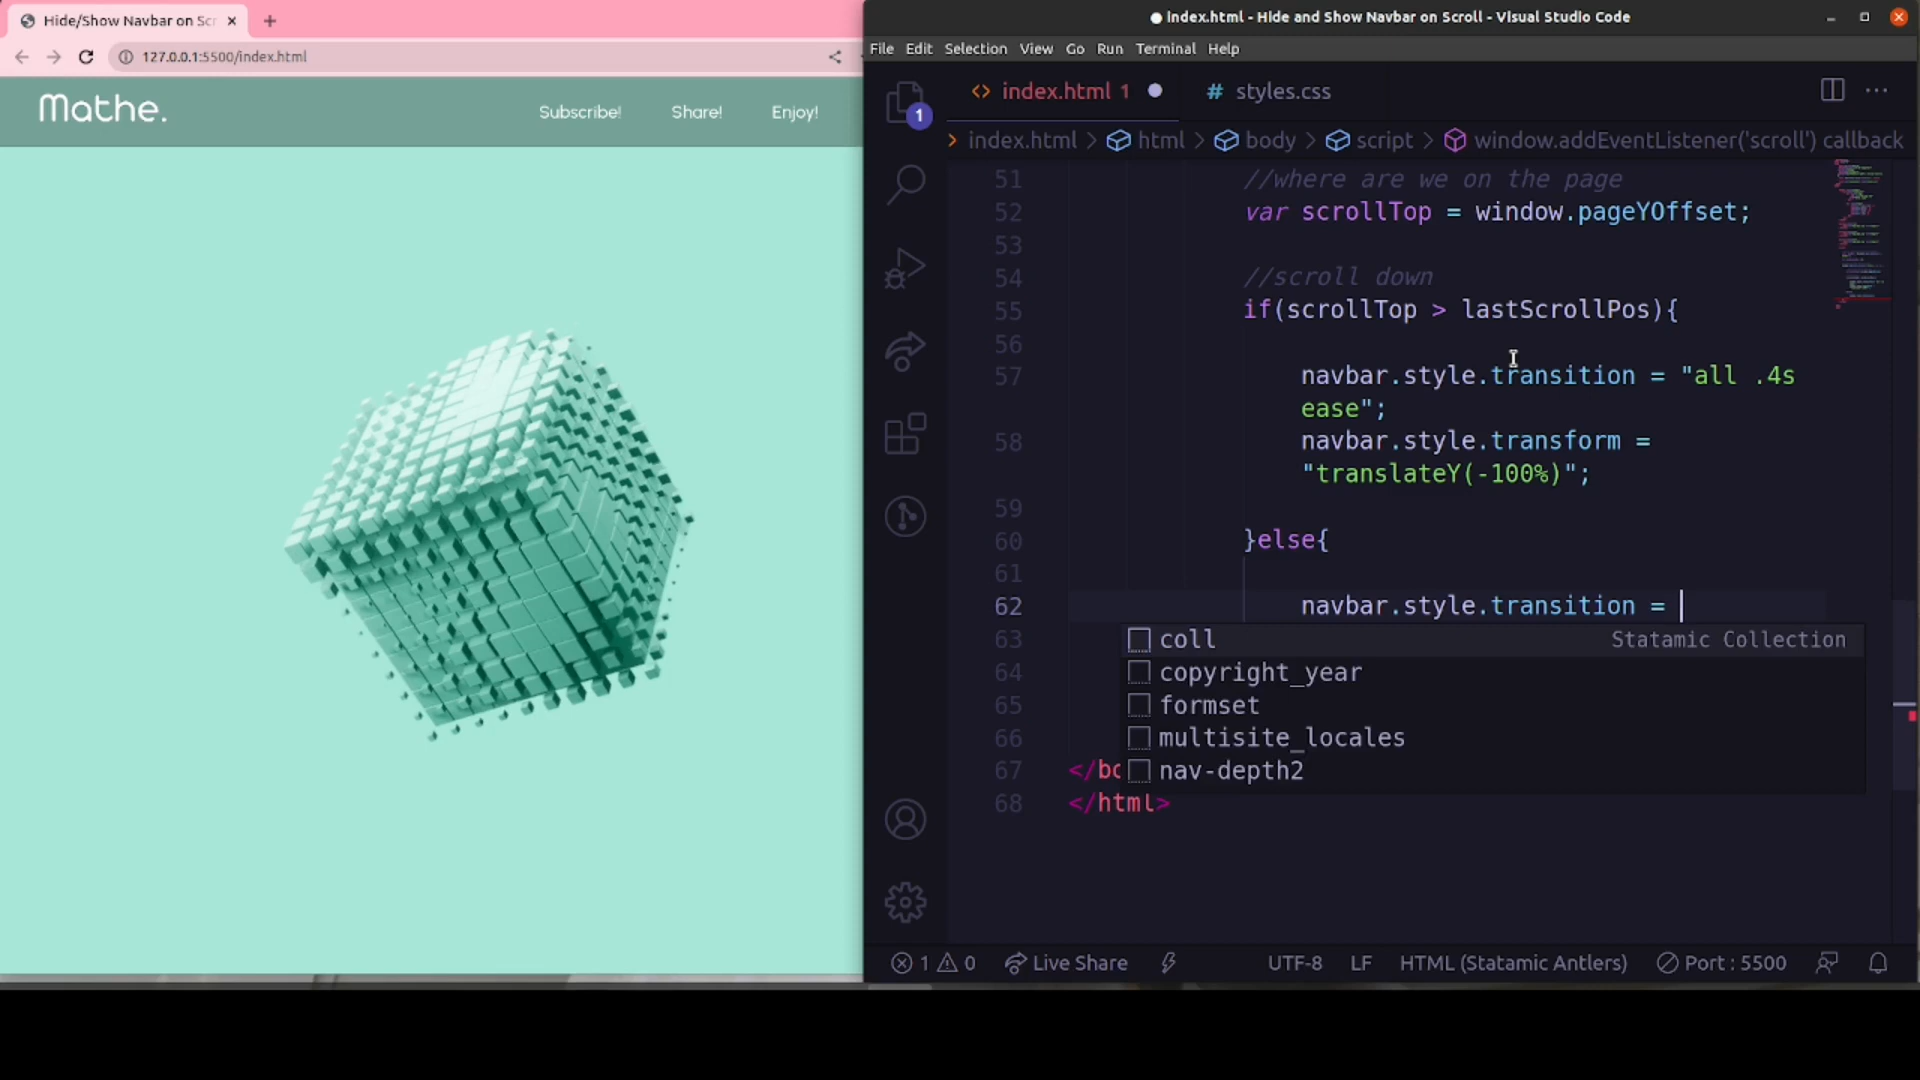 Hide/Show Navbar on Scr
127.0.0.1:5500/index.html
Mathe.
Subscribe!
Share!
Enjoy!
index.html - Hide and Show Navbar on Scroll - Visual Studio Code
File Edit Selection View Go Run Terminal Help
1
index.html 1
# styles.css
index.html > html > body > script > window.addEventListener('scroll') callback
51 //where are we on the page
52 var scrollTop = window.pageYOffset;
53
54 //scroll down
55 if(scrollTop > lastScrollPos){
56
57 navbar.style.transition = "all .4s
ease";
58 navbar.style.transform =
"translateY(-100%)";
59
60 }else{
61
62 navbar.style.transition =
63 coll Statamic Collection
64 copyright_year
65 formset
66 multisite_locales
67 </bo nav-depth2
68 </html>
1 0 Live Share UTF-8 LF HTML (Statamic Antlers) Port : 5500